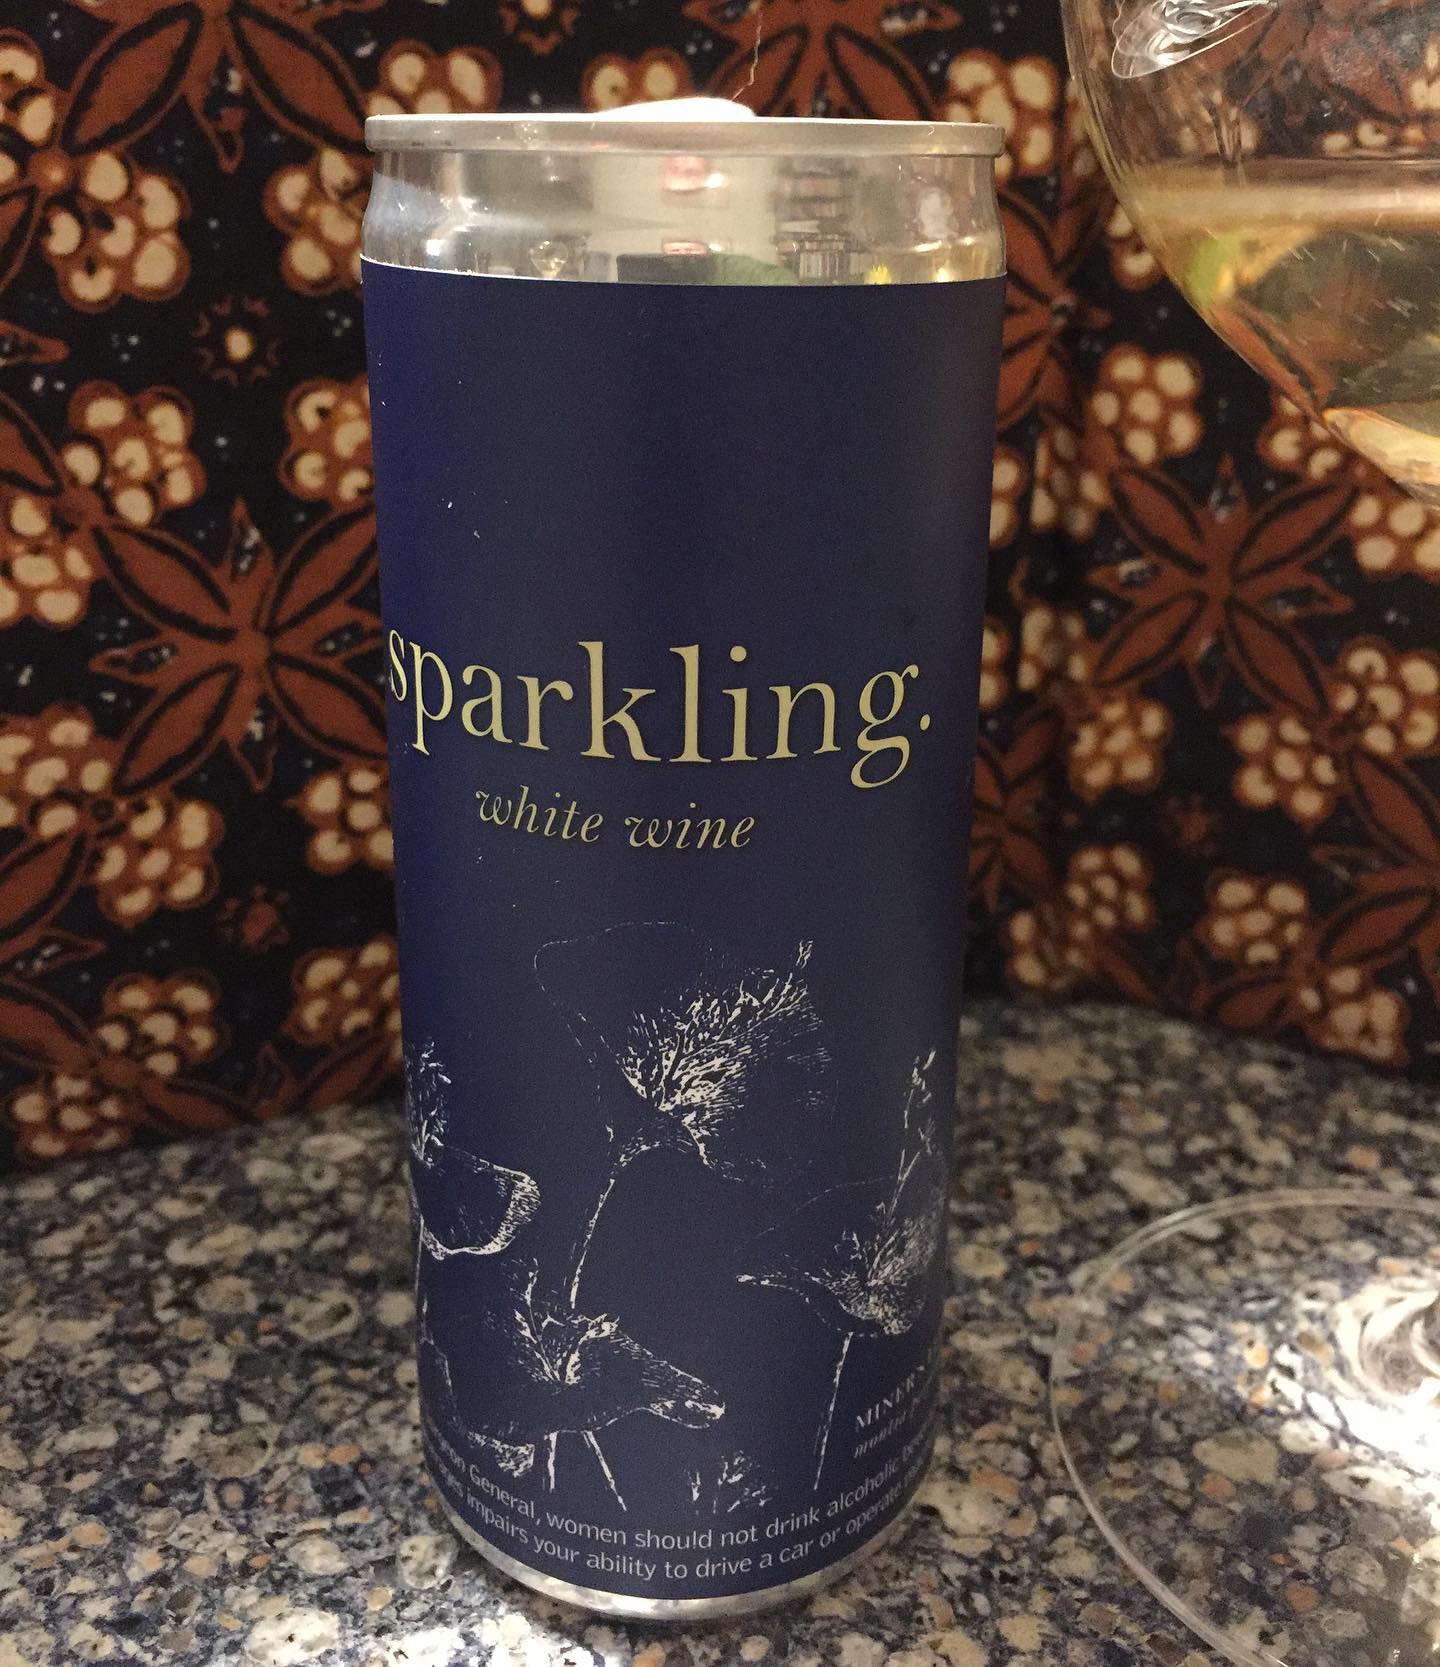 sparkling.
white wine
General, women should not drink alcoholic
impairs your ability to drive a car or operate